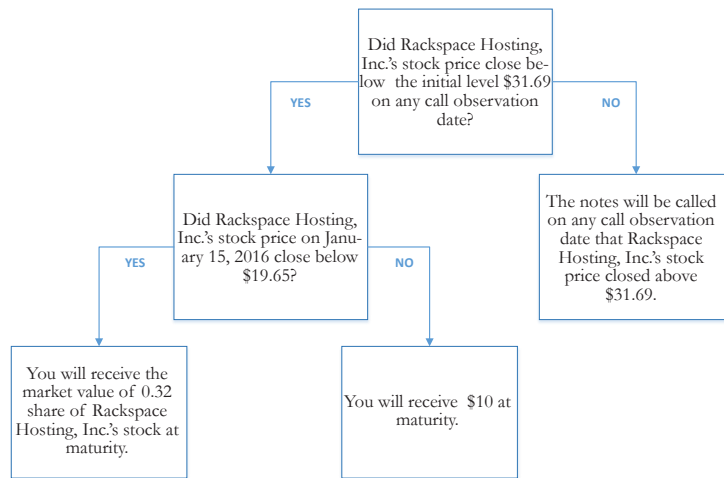 Did Rackspace Hosting,
Inc.'s stock price close be-
low the initial level $31.69
on any call observation
date?
YES
NO
Did Rackspace Hosting,
Inc.'s stock price on Janu-
ary 15, 2016 close below
$19.65?
The notes will be called
on any call observation
date that Rackspace
Hosting, Inc.'s stock
price closed above
$31.69.
YES
NO
You will receive the
market value of 0.32
share of Rackspace
Hosting, Inc.'s stock at
maturity.
You will receive $10 at
maturity.